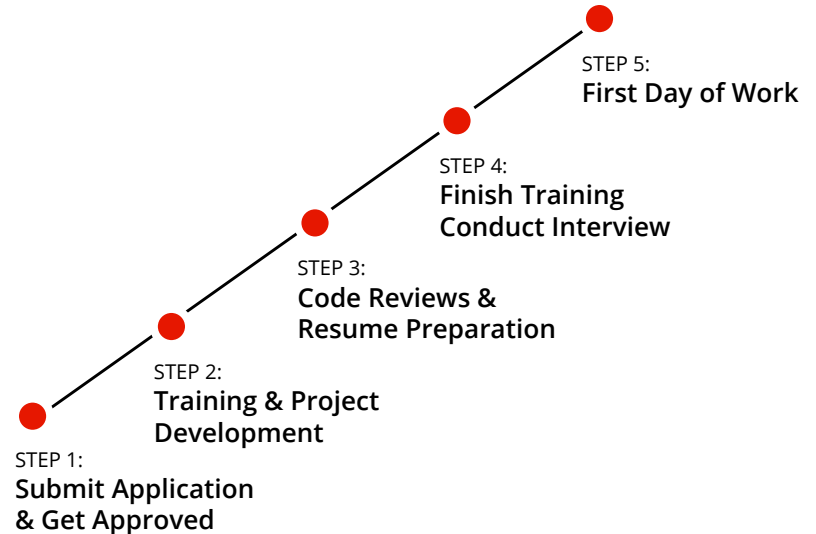 STEP 5:
First Day of Work
STEP 4:
Finish Training
Conduct Interview
STEP 3:
Code Reviews &
Resume Preparation
STEP 2:
Training & Project
Development
STEP 1:
Submit Application
& Get Approved